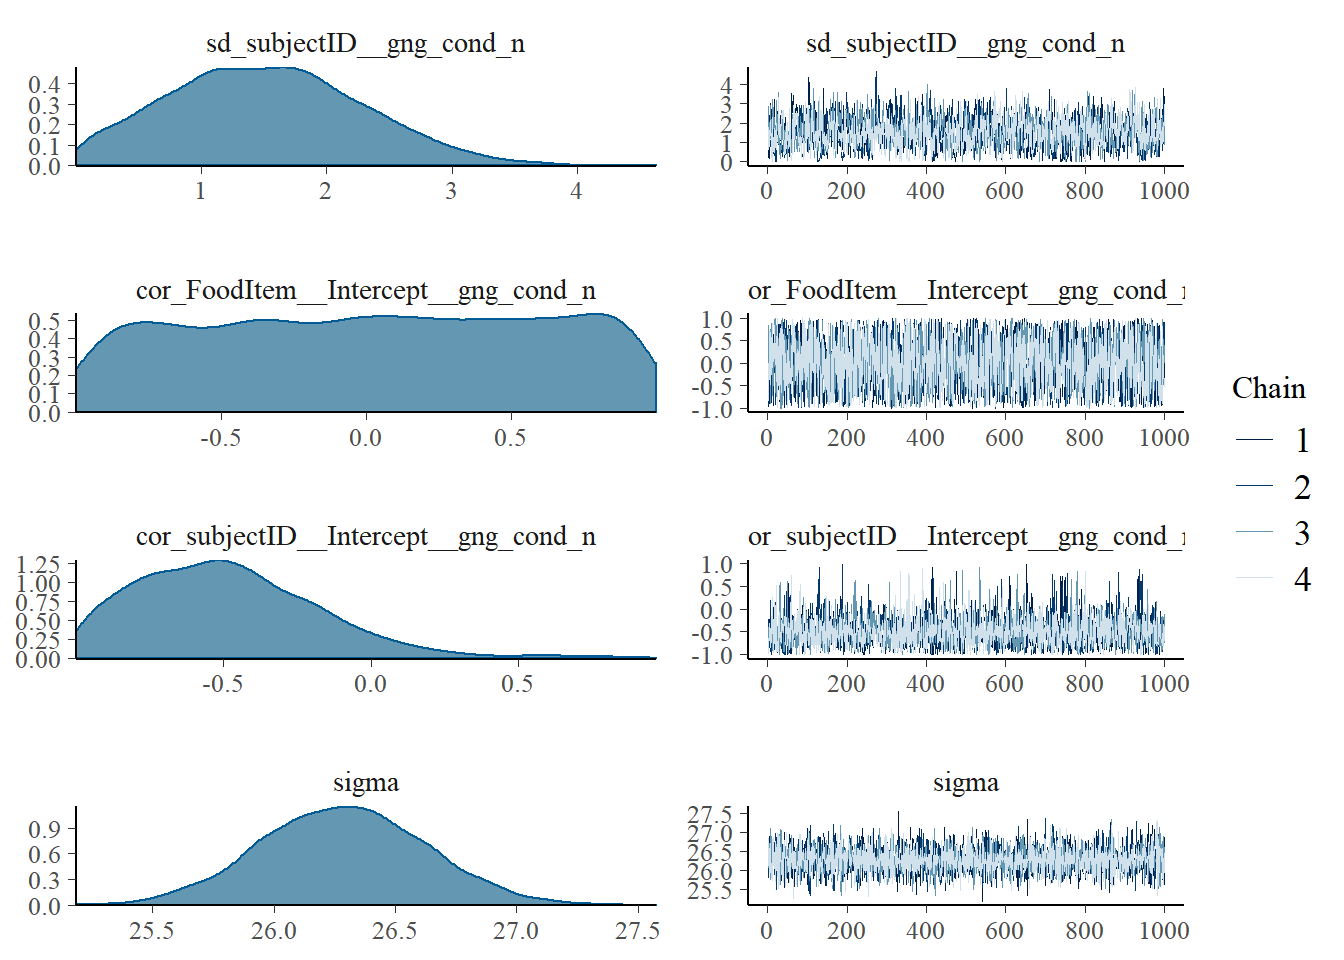 sd_subjectID__gng_cond_n
0.4
0.3
0.2
0.1
0.0
1 2 3 4
sd_subjectID__gng_cond_n
4
3
2
1
0
0 200 400 600 800 1000
cor_FoodItem__Intercept__gng_cond_n
0.5
0.4
0.3
0.2
0.1
0.0
-0.5 0.0 0.5
or_FoodItem__Intercept__gng_cond_n
1.0
0.5
0.0
-0.5
-1.0
0 200 400 600 800 1000
cor_subjectID__Intercept__gng_cond_n
1.25
1.00
0.75
0.50
0.25
0.00
-0.5 0.0 0.5
or_subjectID__Intercept__gng_cond_n
1.0
0.5
0.0
-0.5
-1.0
0 200 400 600 800 1000
sigma
0.9
0.6
0.3
0.0
25.5 26.0 26.5 27.0 27.5
sigma
27.5
27.0
26.5
26.0
25.5
0 200 400 600 800 1000
Chain
1
2
3
4